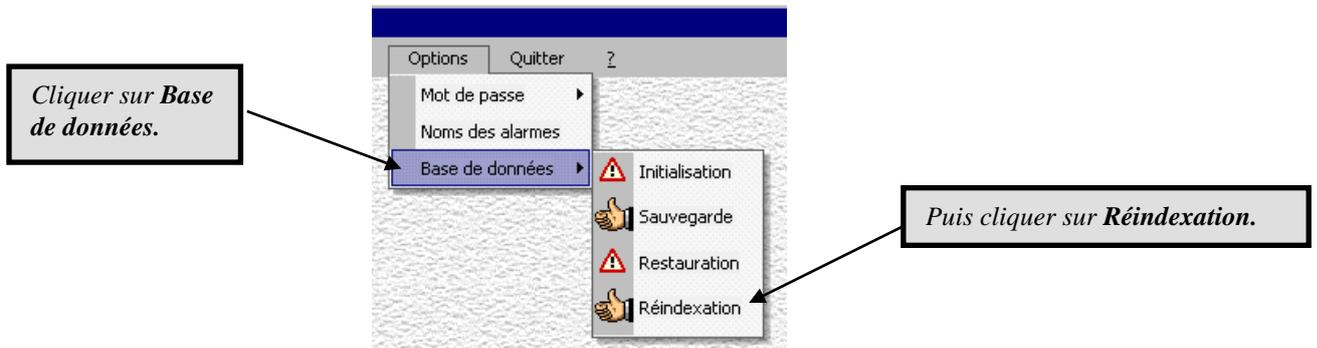 Options Quitter ?
Cliquer sur Base
de données.
Mot de passe
Noms des alarmes
Base de données
Initialisation
Sauvegarde
Restauration
Réindexation
Puis cliquer sur Réindexation.